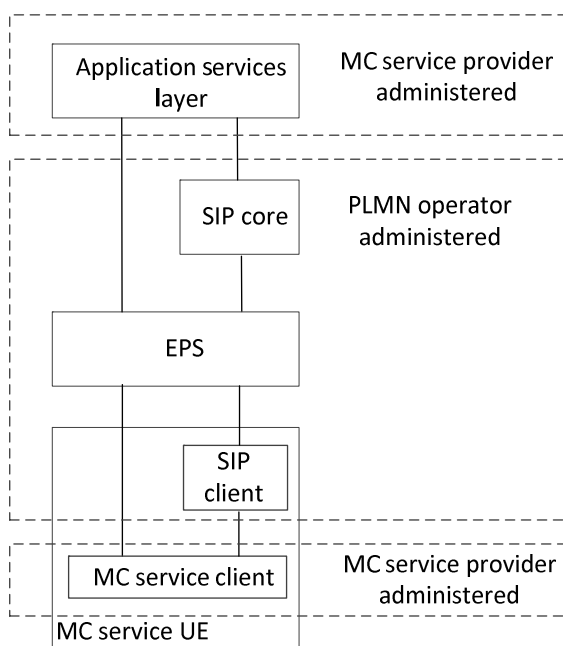 Application services
layer
MC service provider
administered
SIP core
PLMN operator
administered
EPS
SIP
client
MC service client
MC service provider
administered
MC service UE